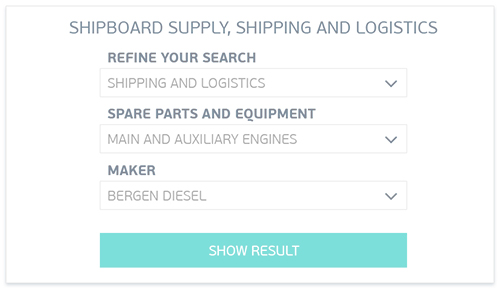 SHIPBOARD SUPPLY, SHIPPING AND LOGISTICS
REFINE YOUR SEARCH
SHIPPING AND LOGISTICS
SPARE PARTS AND EQUIPMENT
MAIN AND AUXILIARY ENGINES
MAKER
BERGEN DIESEL
SHOW RESULT